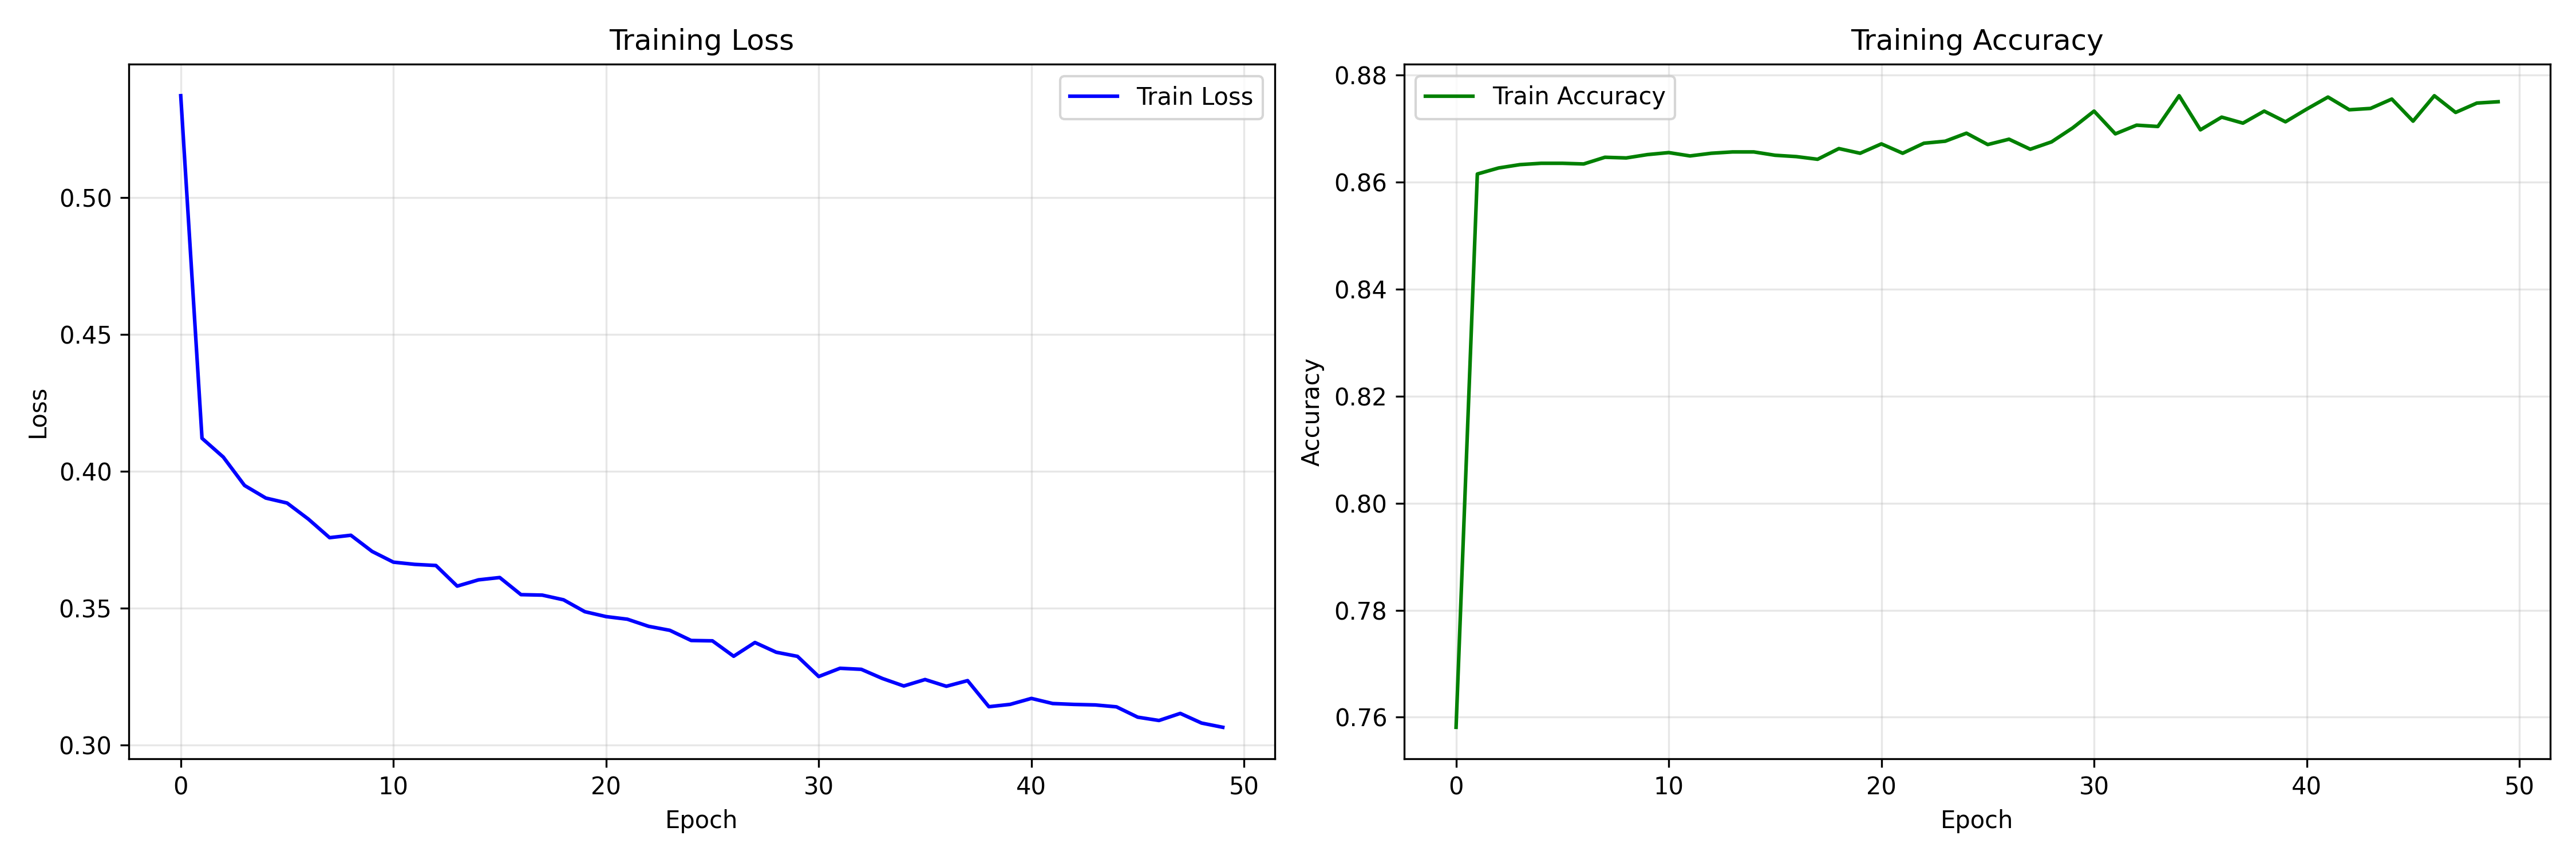 Training Loss
Train Loss
0.50
0.45
0.40
0.35
0.30
Loss
0 10 20 30 40 50
Epoch
Training Accuracy
Train Accuracy
0.88
0.86
0.84
0.82
0.80
0.78
0.76
Accuracy
0 10 20 30 40 50
Epoch